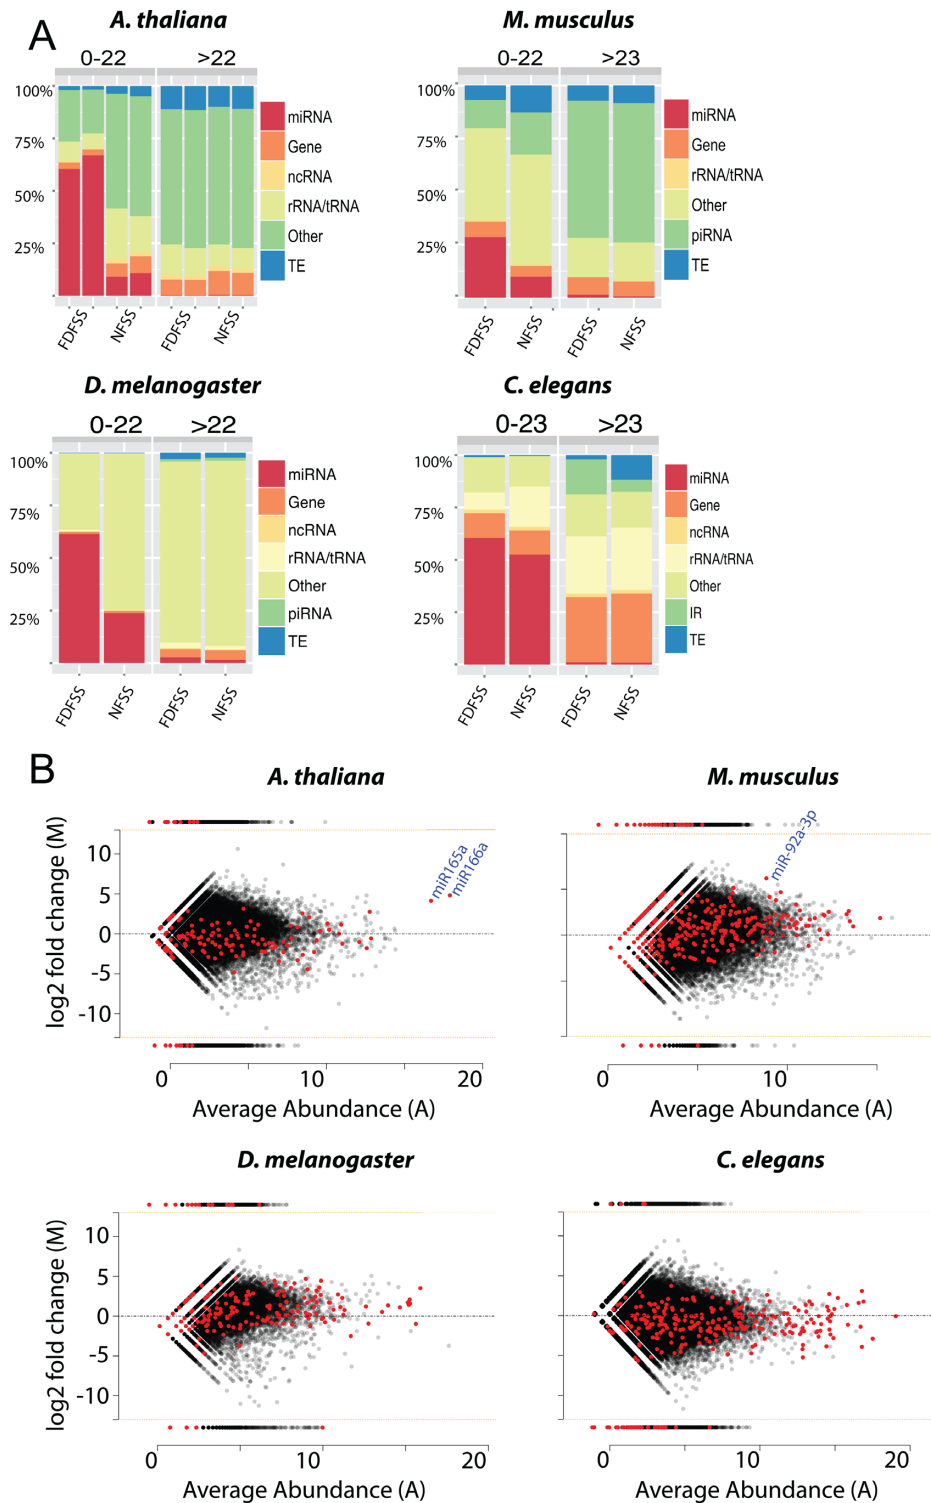 A
A. thaliana
0-22
>22
100%
75%
50%
25%
FDFSS
NFSS
FDFSS
NFSS
miRNA
Gene
ncRNA
rRNA/tRNA
Other
TE
M. musculus
0-22
>23
100%
75%
50%
25%
FDFSS
NFSS
FDFSS
NFSS
miRNA
Gene
rRNA/tRNA
Other
piRNA
TE
D. melanogaster
0-22
>22
100%
75%
50%
25%
FDFSS
NFSS
FDFSS
NFSS
miRNA
Gene
ncRNA
rRNA/tRNA
Other
piRNA
TE
C. elegans
0-23
>23
100%
75%
50%
25%
FDFSS
NFSS
FDFSS
NFSS
miRNA
Gene
ncRNA
rRNA/tRNA
Other
IR
TE
B
A. thaliana
log2 fold change (M)
10
5
0
-5
-10
miR165a
miR166a
0
10
20
Average Abundance (A)
M. musculus
miR-92a-3p
0
10
Average Abundance (A)
D. melanogaster
log2 fold change (M)
10
5
0
-5
-10
0
10
20
Average Abundance (A)
C. elegans
0
10
20
Average Abundance (A)